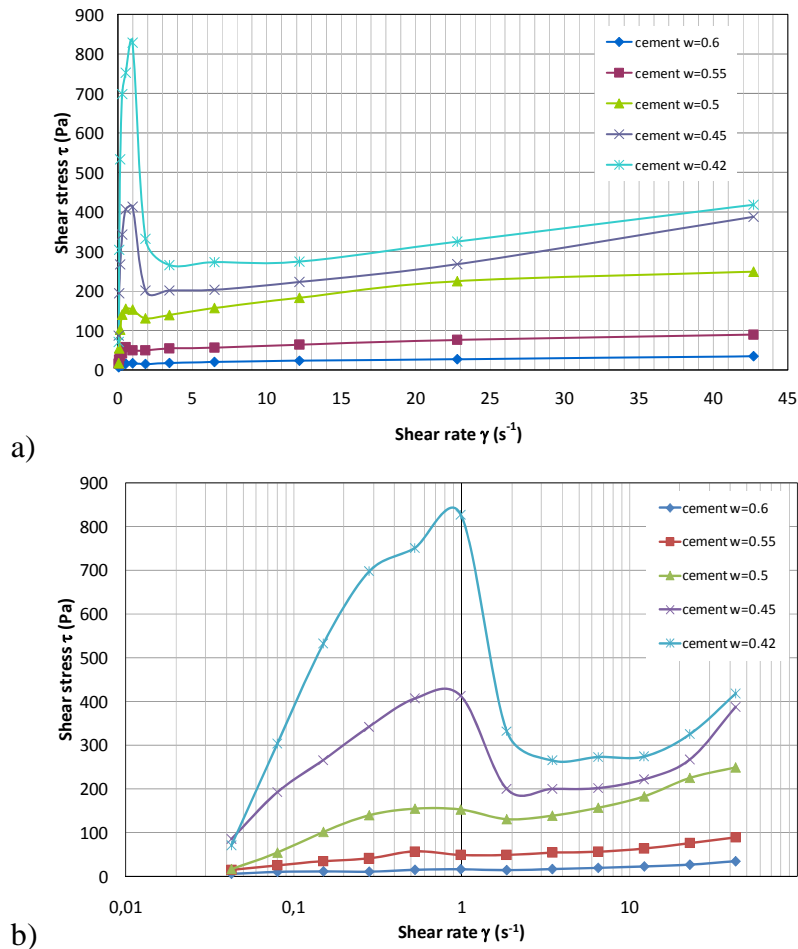 900
800
700
600
500
400
300
200
100
0
Shear stress τ (Pa)
cement w=0.6
cement w=0.55
cement w=0.5
cement w=0.45
cement w=0.42
0 5 10 15 20 25 30 35 40 45
Shear rate γ (s⁻¹)
a)
900
800
700
600
500
400
300
200
100
0
Shear stress τ (Pa)
cement w=0.6
cement w=0.55
cement w=0.5
cement w=0.45
cement w=0.42
0,01 0,1 1 10
Shear rate γ (s⁻¹)
b)